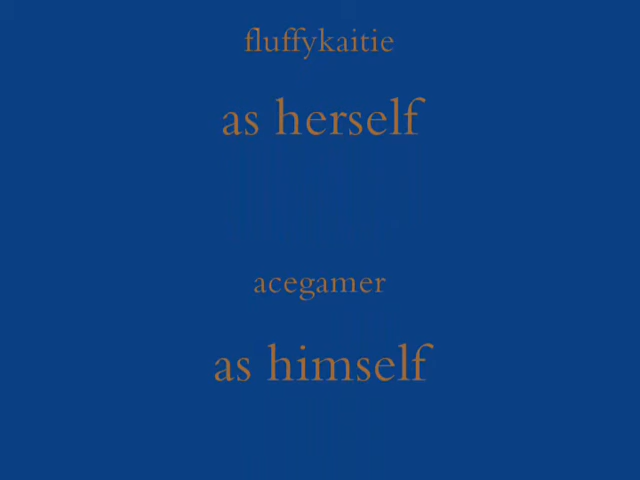 fluffykaitie
as herself
acegamer
as himself